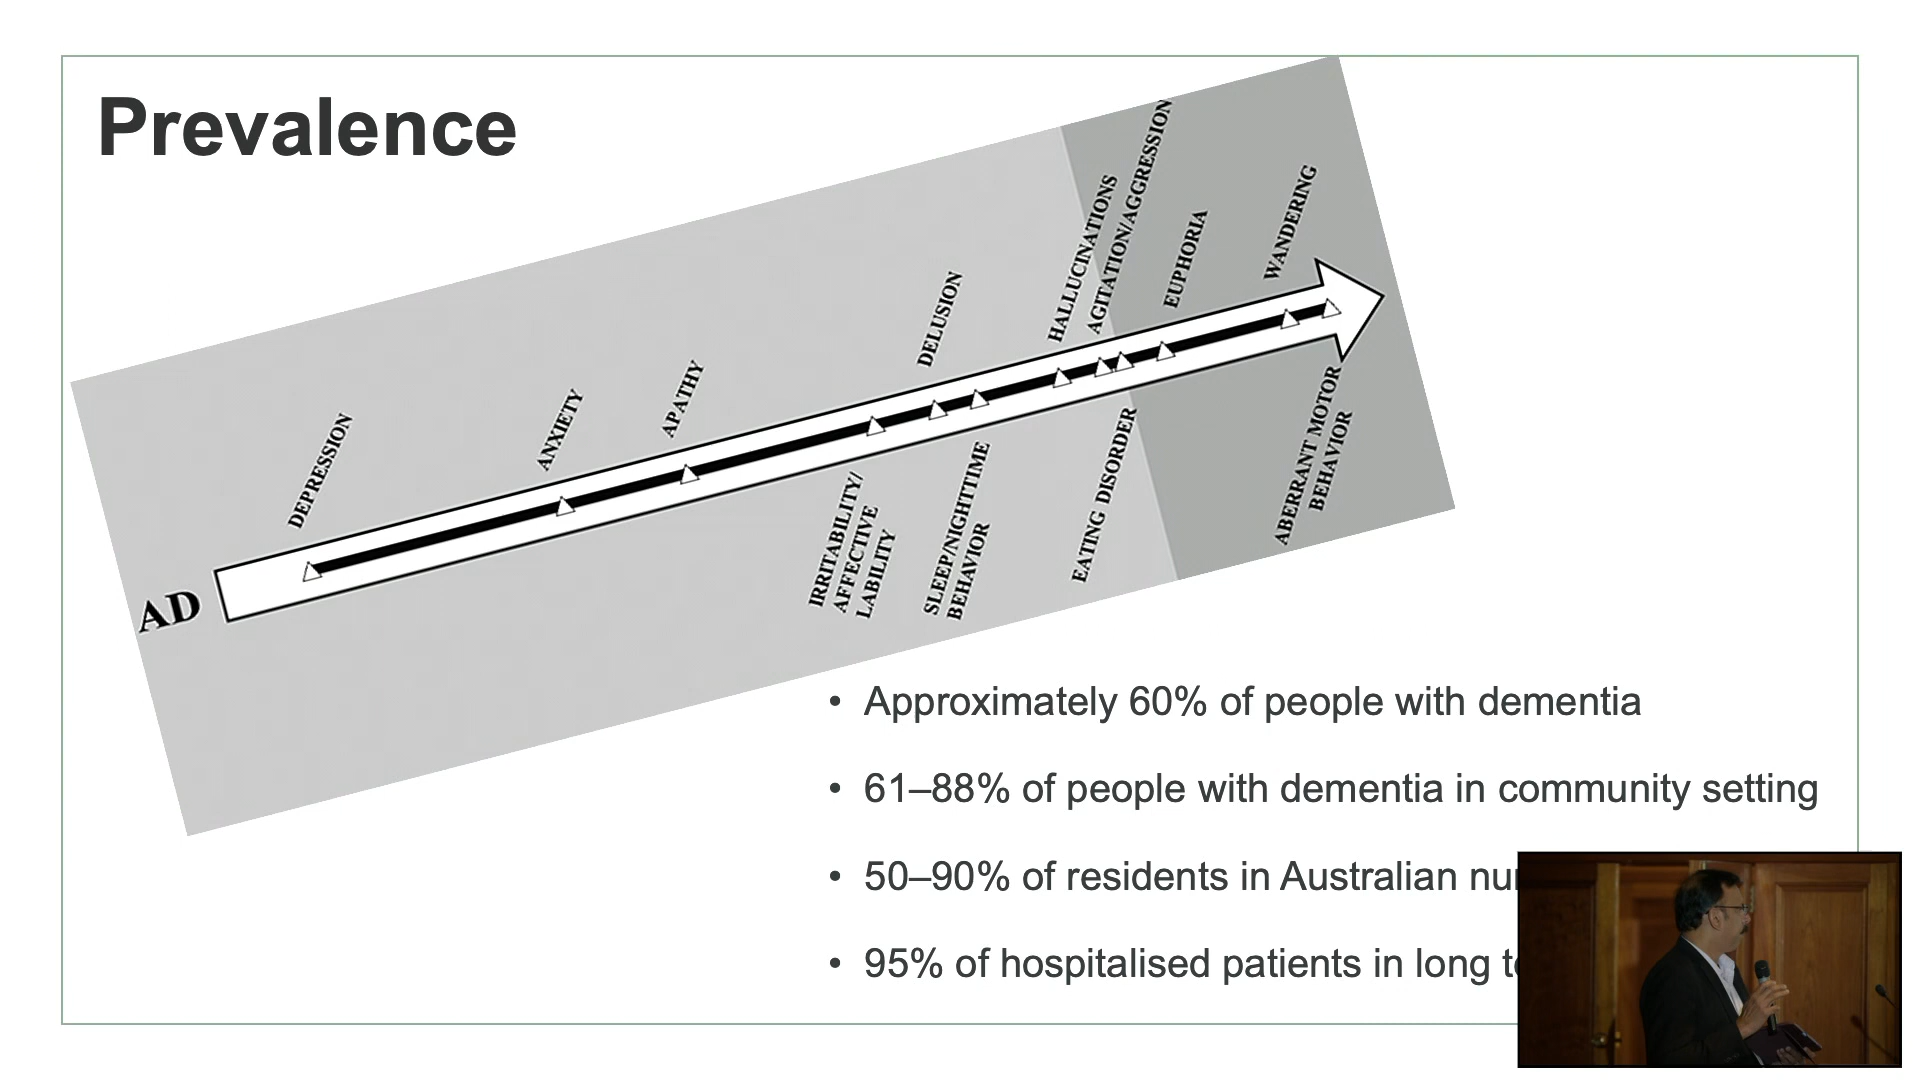 Prevalence
AD
DEPRESSION
ANXIETY
APATHY
IRRITABILITY/
AFFECTIVE
LABILITY
DELUSION
SLEEP/NIGHTTIME
BEHAVIOR
HALLUCINATIONS
EATING DISORDER
AGITATION/AGGRESSION
EUPHORIA
WANDERING
ABERRANT MOTOR
BEHAVIOR
• Approximately 60% of people with dementia
• 61–88% of people with dementia in community setting
• 50–90% of residents in Australian
• 95% of hospitalised patients in long